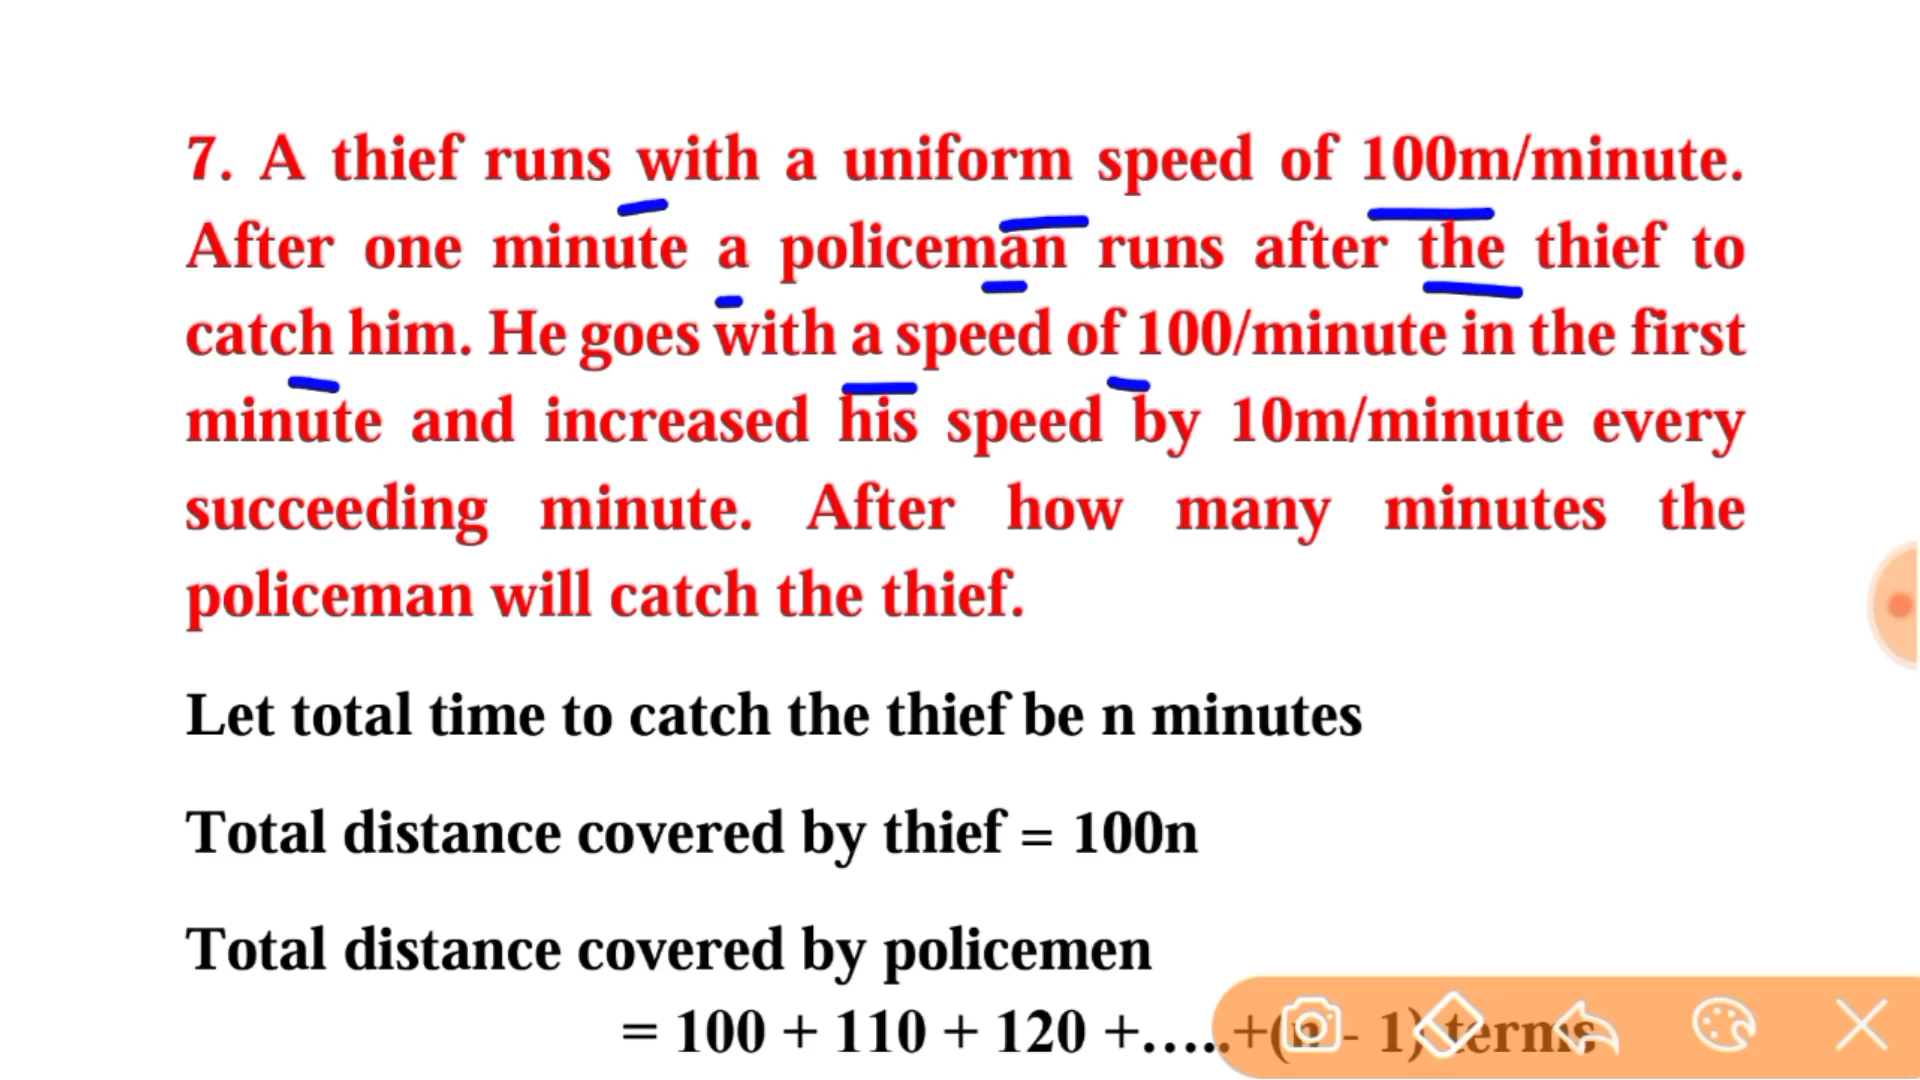 7. A thief runs with a uniform speed of 100m/minute.
After one minute a policeman runs after the thief to
catch him. He goes with a speed of 100/minute in the first
minute and increased his speed by 10m/minute every
succeeding minute. After how many minutes the
policeman will catch the thief.
Let total time to catch the thief be n minutes
Total distance covered by thief = 100n
Total distance covered by policemen
= 100 + 110 + 120 +…..+(n - 1) terms